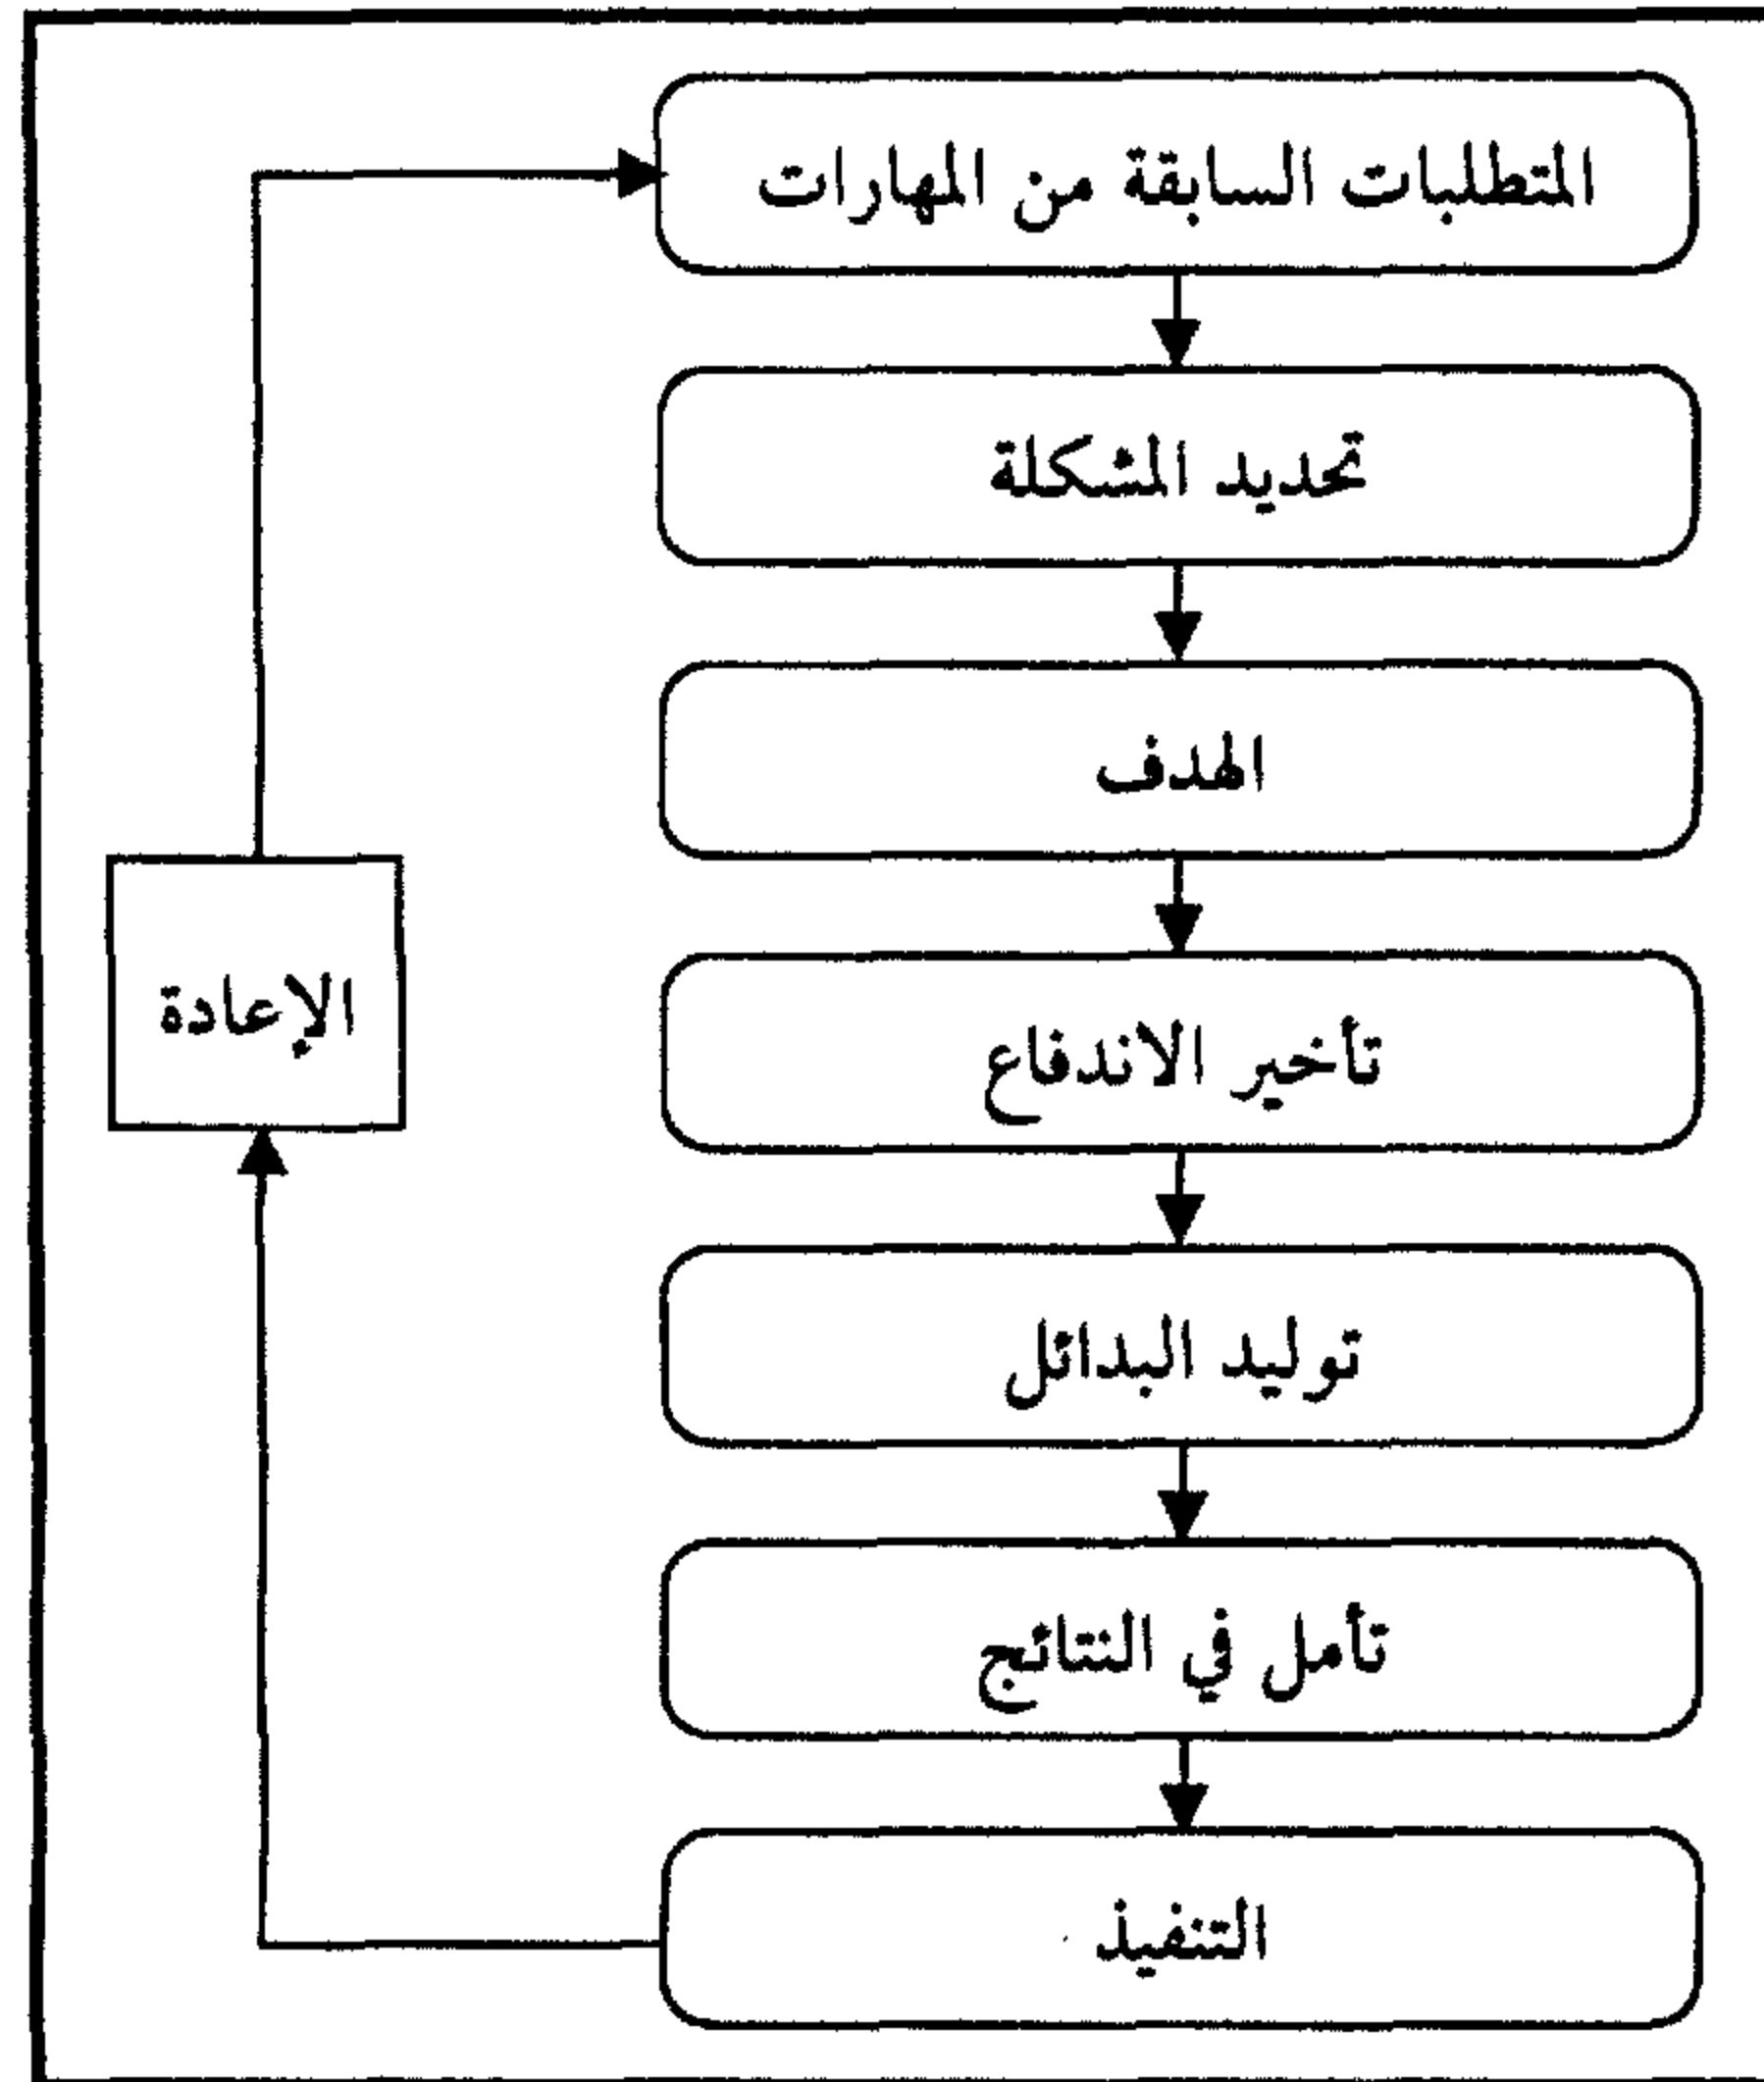 المتطلبات السابقة من المهارات
تحديد المشكلة
الهدف
تأخير الاندفاع
الإعادة
توليد البدائل
تأمل في النتائج
التنفيذ